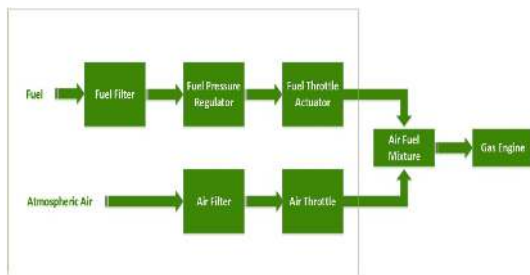 Fuel
Fuel Filter
Fuel Pressure
Regulator
Fuel Throttle
Actuator
Air Fuel
Mixture
Gas Engine
Atmospheric Air
Air Filter
Air Throttle